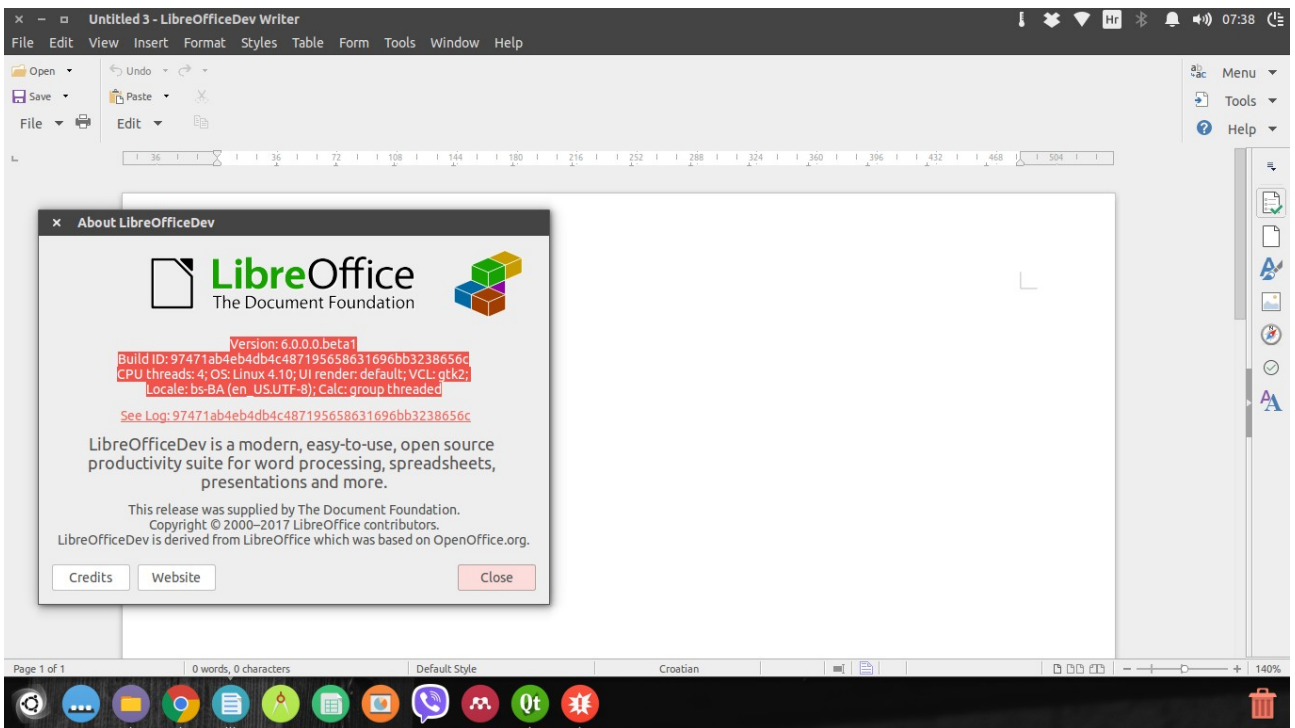 Untitled 3 - LibreOfficeDev Writer
Hr
07:38
File Edit View Insert Format Styles Table Form Tools Window Help
Open
Undo
Menu
Save
Paste
Tools
File
Edit
Help
36 36 72 108 144 180 216 252 288 324 360 396 432 468 504
About LibreOfficeDev
LibreOffice
The Document Foundation
Version: 6.0.0.0.beta1
Build ID: 97471ab4eb4db4c487195658631696bb3238656c
CPU threads: 4; OS: Linux 4.10; UI render: default; VCL: gtk2;
Locale: bs-BA (en_US.UTF-8); Calc: group threaded
See Log: 97471ab4eb4db4c487195658631696bb3238656c
LibreOfficeDev is a modern, easy-to-use, open source
productivity suite for word processing, spreadsheets,
presentations and more.
This release was supplied by The Document Foundation.
Copyright © 2000–2017 LibreOffice contributors.
LibreOfficeDev is derived from LibreOffice which was based on OpenOffice.org.
Credits Website Close
Page 1 of 1 0 words, 0 characters Default Style Croatian 140%
Qt